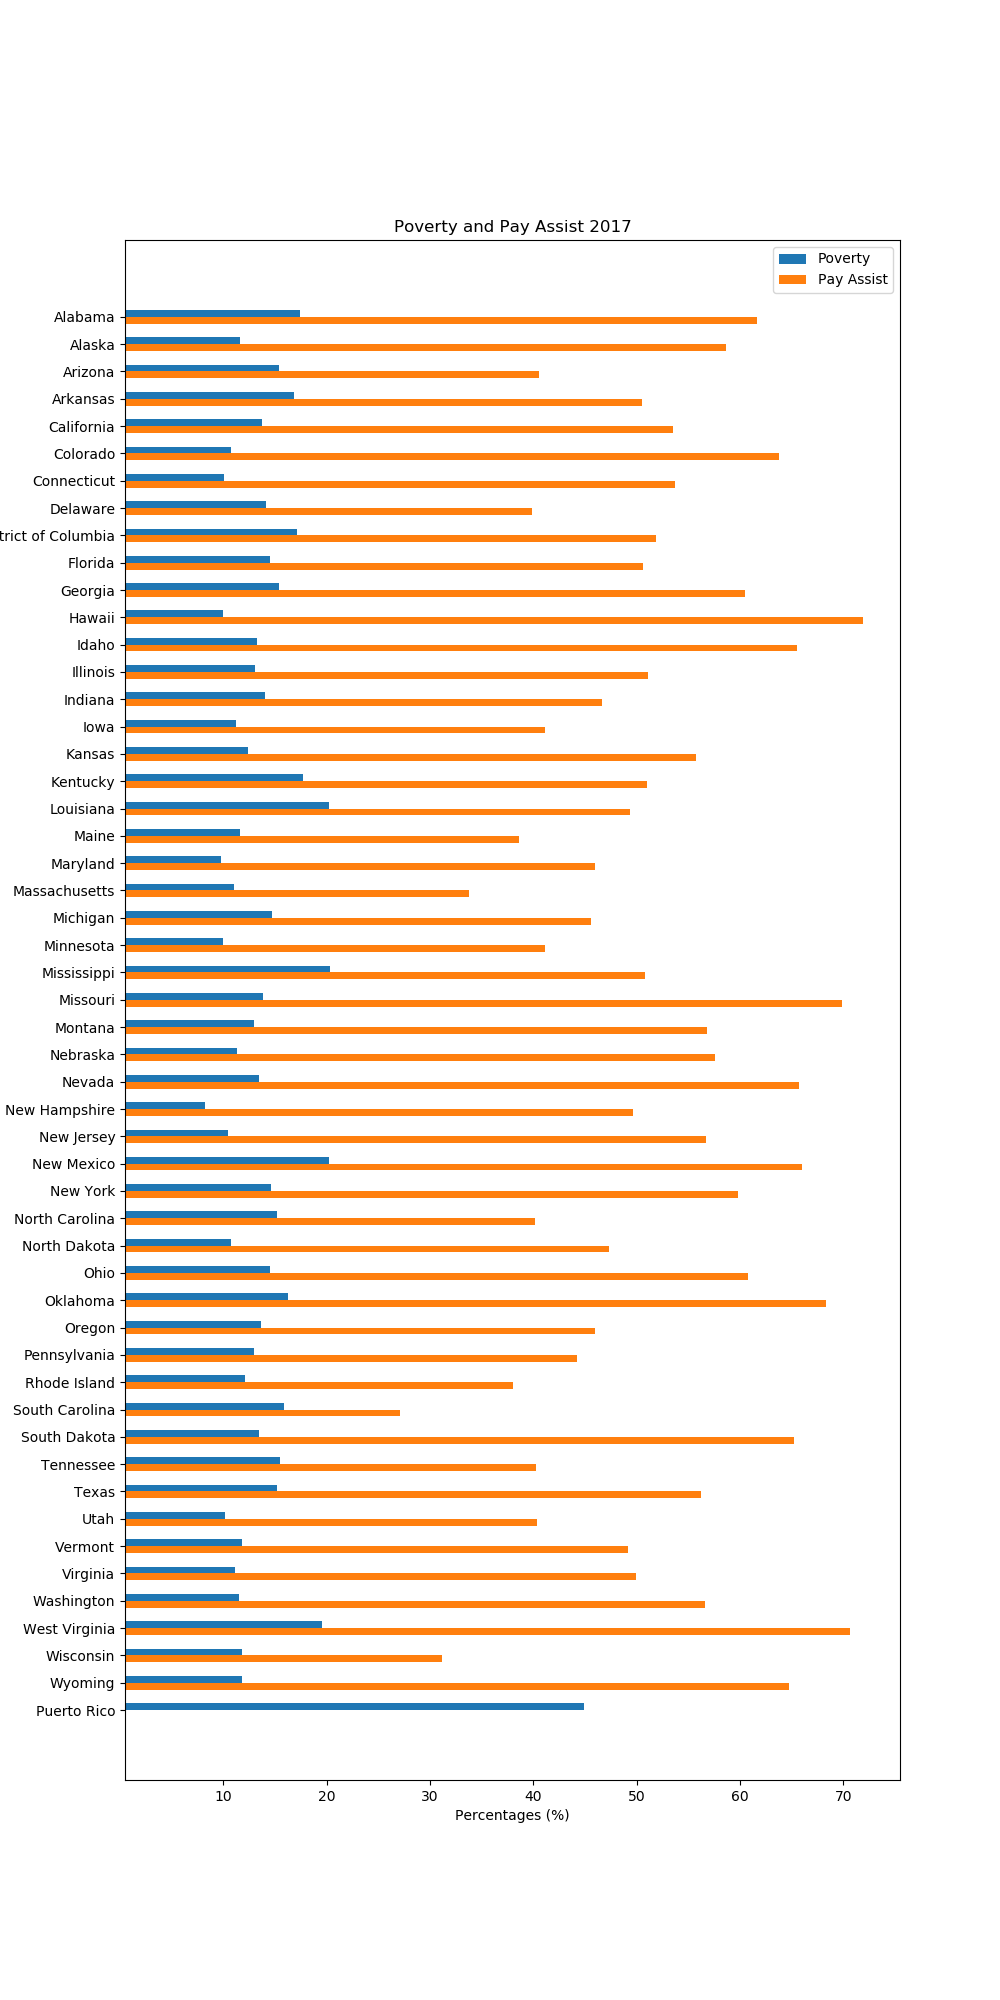 Poverty and Pay Assist 2017
Poverty
Pay Assist
Alabama
Alaska
Arizona
Arkansas
California
Colorado
Connecticut
Delaware
trict of Columbia
Florida
Georgia
Hawaii
Idaho
Illinois
Indiana
Iowa
Kansas
Kentucky
Louisiana
Maine
Maryland
Massachusetts
Michigan
Minnesota
Mississippi
Missouri
Montana
Nebraska
Nevada
New Hampshire
New Jersey
New Mexico
New York
North Carolina
North Dakota
Ohio
Oklahoma
Oregon
Pennsylvania
Rhode Island
South Carolina
South Dakota
Tennessee
Texas
Utah
Vermont
Virginia
Washington
West Virginia
Wisconsin
Wyoming
Puerto Rico
10 20 30 40 50 60 70
Percentages (%)